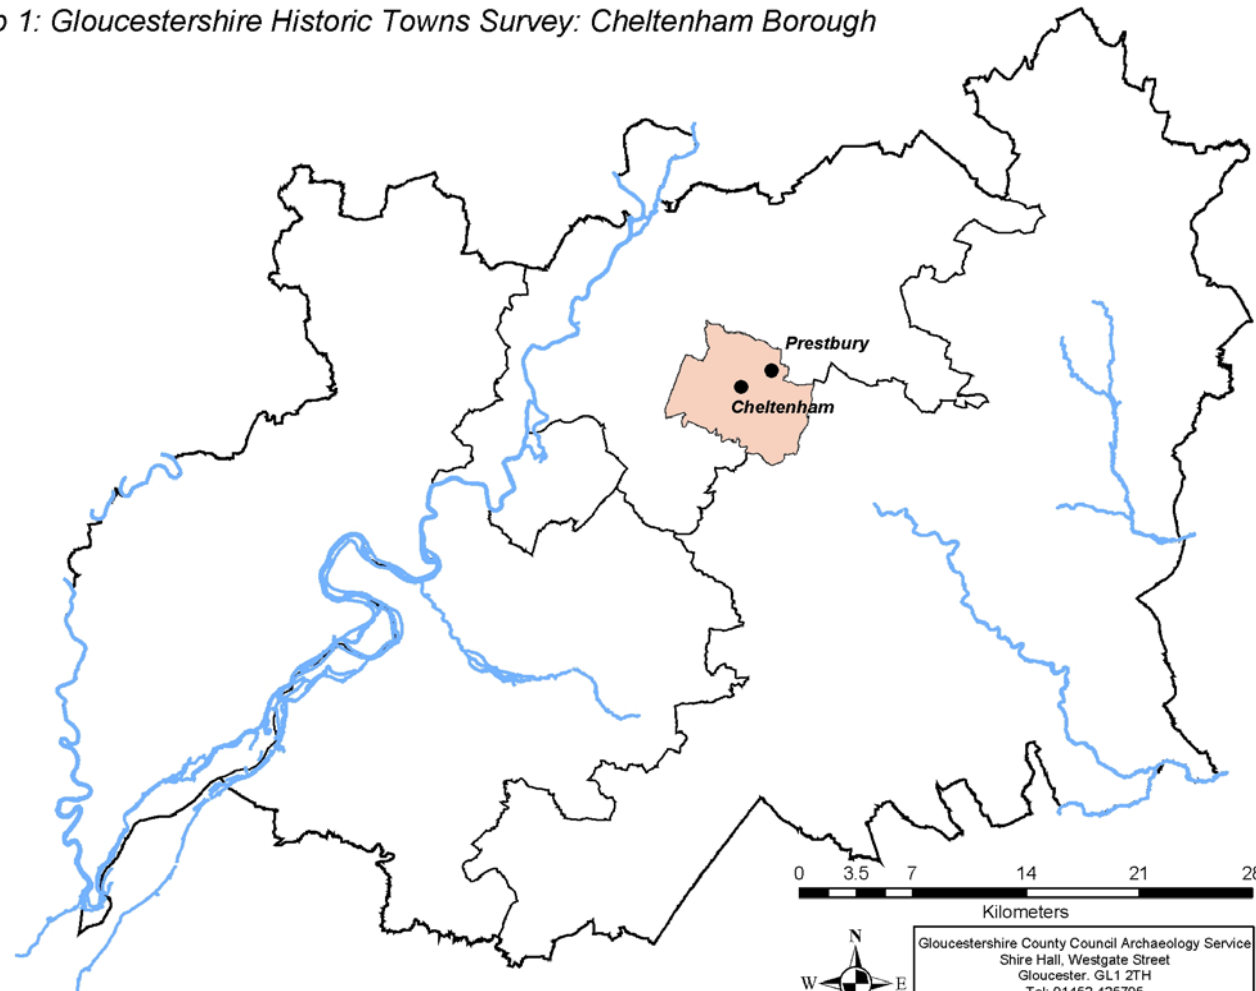 1: Gloucestershire Historic Towns Survey: Cheltenham Borough
Prestbury
Cheltenham
0 3.5 7 14 21 28
Kilometers
N
W E
Gloucestershire County Council Archaeology Service
Shire Hall, Westgate Street
Gloucester. GL1 2TH